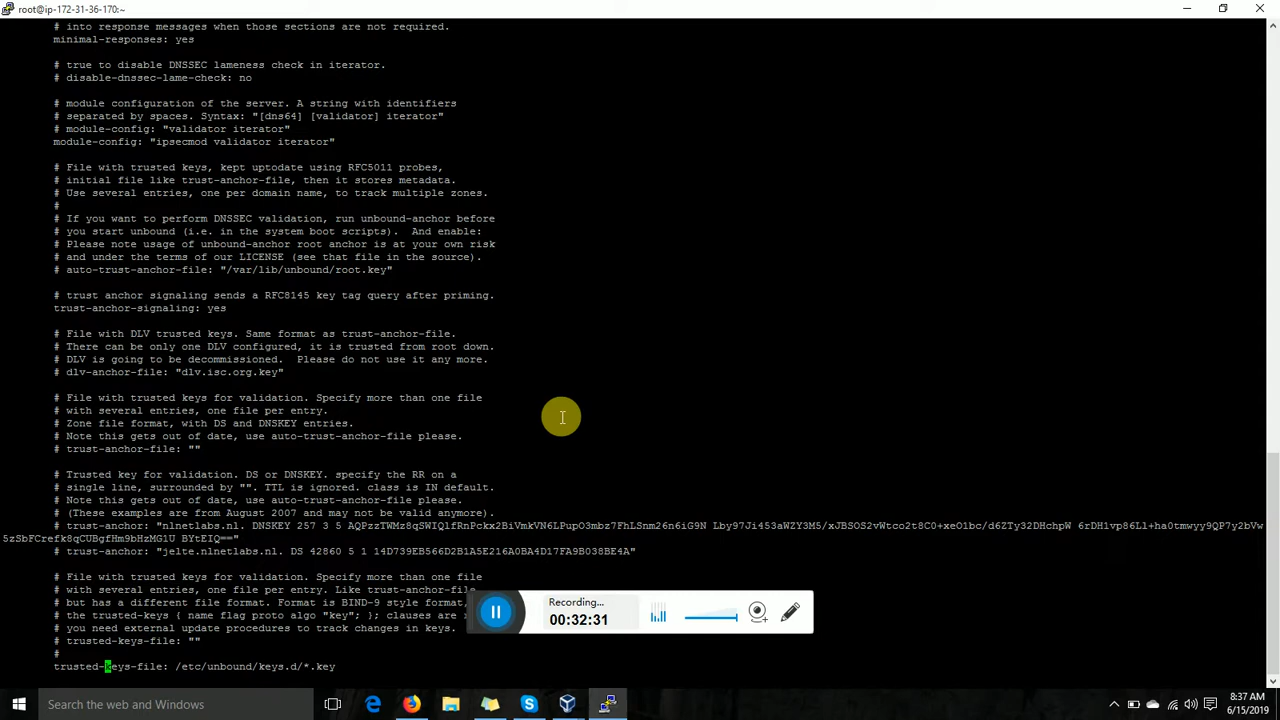 root@ip-172-31-36-170:~
# into response messages when those sections are not required.
minimal-responses: yes
# true to disable DNSSEC lameness check in iterator.
# disable-dnssec-lame-check: no
# module configuration of the server. A string with identifiers
# separated by spaces. Syntax: "[dns64] [validator] iterator"
# module-config: "validator iterator"
module-config: "ipsecmod validator iterator"
# File with trusted keys, kept uptodate using RFC5011 probes,
# initial file like trust-anchor-file, then it stores metadata.
# Use several entries, one per domain name, to track multiple zones.
#
# If you want to perform DNSSEC validation, run unbound-anchor before
# you start unbound (i.e. in the system boot scripts).  And enable:
# Please note usage of unbound-anchor root anchor is at your own risk
# and under the terms of our LICENSE (see that file in the source).
# auto-trust-anchor-file: "/var/lib/unbound/root.key"
# trust anchor signaling sends a RFC8145 key tag query after priming.
trust-anchor-signaling: yes
# File with DLV trusted keys. Same format as trust-anchor-file.
# There can be only one DLV configured, it is trusted from root down.
# DLV is going to be decommissioned.  Please do not use it any more.
# dlv-anchor-file: "dlv.isc.org.key"
# File with trusted keys for validation. Specify more than one file
# with several entries, one file per entry.
# Zone file format, with DS and DNSKEY entries.
# Note this gets out of date, use auto-trust-anchor-file please.
# trust-anchor-file: ""
# Trusted key for validation. DS or DNSKEY. specify the RR on a
# single line, surrounded by "". TTL is ignored. class is IN default.
# Note this gets out of date, use auto-trust-anchor-file please.
# (These examples are from August 2007 and may not be valid anymore).
# trust-anchor: "nlnetlabs.nl. DNSKEY 257 3 5 AQPzzTWMz8qSWIQlfRnPckx2BiVmkVN6LPupO3mbz7FhLSnm26n6iG9N Lby97Ji453aWZY3M5/xJBSOS2vWtco2t8C0+xeO1bc/d6ZTy32DHchpW 6rDH1vp86Ll+ha0tmwyy9QP7y2bVw
5zSbFCrefk8qCUBgfHm9bHzMG1U BYtEIQ=="
# trust-anchor: "jelte.nlnetlabs.nl. DS 42860 5 1 14D739EB566D2B1A5E216A0BA4D17FA9B038BE4A"
# File with trusted keys for validation. Specify more than one file
# with several entries, one file per entry. Like trust-anchor-file
# but has a different file format. Format is BIND-9 style format,
# the trusted-keys { name flag proto algo "key"; }; clauses are
# you need external update procedures to track changes in keys.
# trusted-keys-file: ""
#
trusted-keys-file: /etc/unbound/keys.d/*.key
Recording...
00:32:31
Search the web and Windows
8:37 AM
6/15/2019